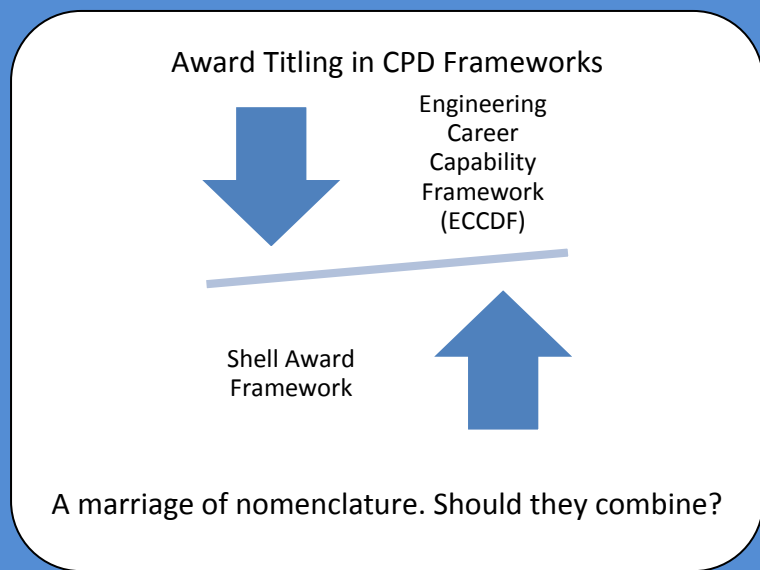 Award Titling in CPD Frameworks
Engineering
Career
Capability
Framework
(ECCDF)
Shell Award
Framework
A marriage of nomenclature. Should they combine?